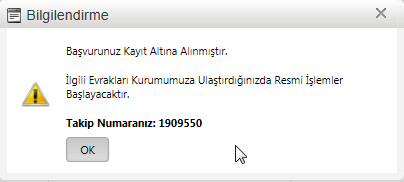 Bilgilendirme
Başvurunuz Kayıt Altına Alınmıştır.
İlgili Evrakları Kurumumuza Ulaştırdığınızda Resmi İşlemler
Başlayacaktır.
Takip Numaranız: 1909550
OK